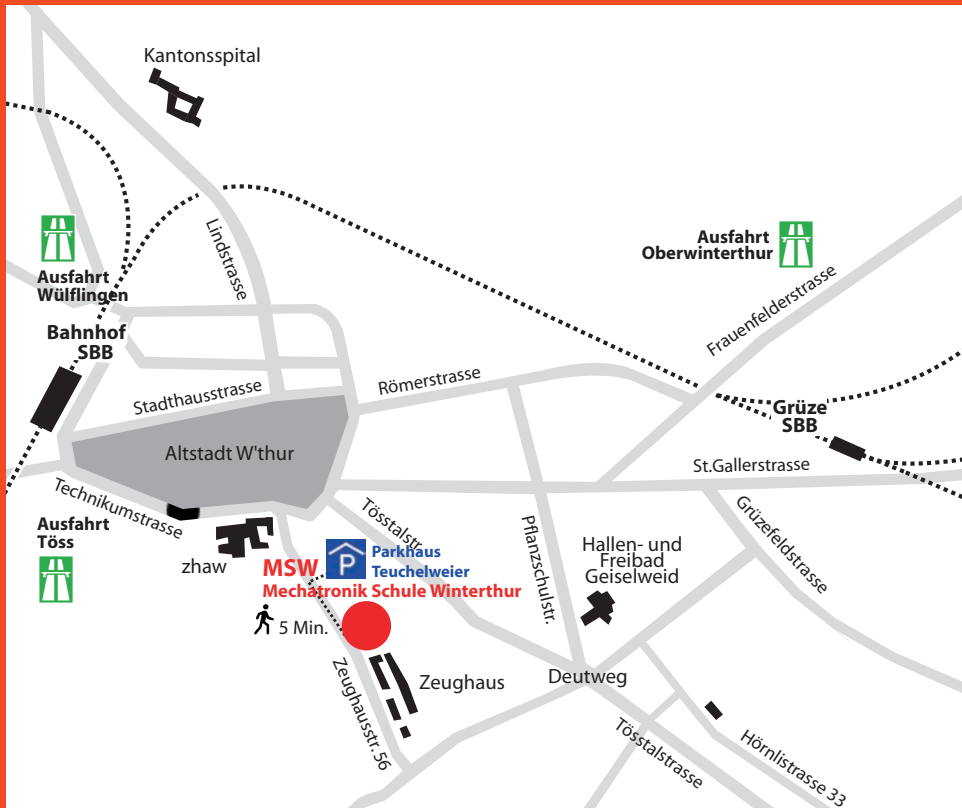 Kantonsspital
Lindstrasse
Ausfahrt
Wülflingen
Ausfahrt
Oberwinterthur
Frauenfelderstrasse
Bahnhof
SBB
Stadthausstrasse
Römerstrasse
Grüze
SBB
Altstadt W'thur
St.Gallerstrasse
Technikumstrasse
Tösstalstr.
Pflanzschulstr.
Grüzefeldstrasse
Ausfahrt
Töss
zhaw
MSW
P
Parkhaus
Teuchelweier
Mechatronik Schule Winterthur
Hallen- und
Freibad
Geiselweid
5 Min.
Zeughausstr. 56
Zeughaus
Deutweg
Tösstalstrasse
Hörnlistrasse 33